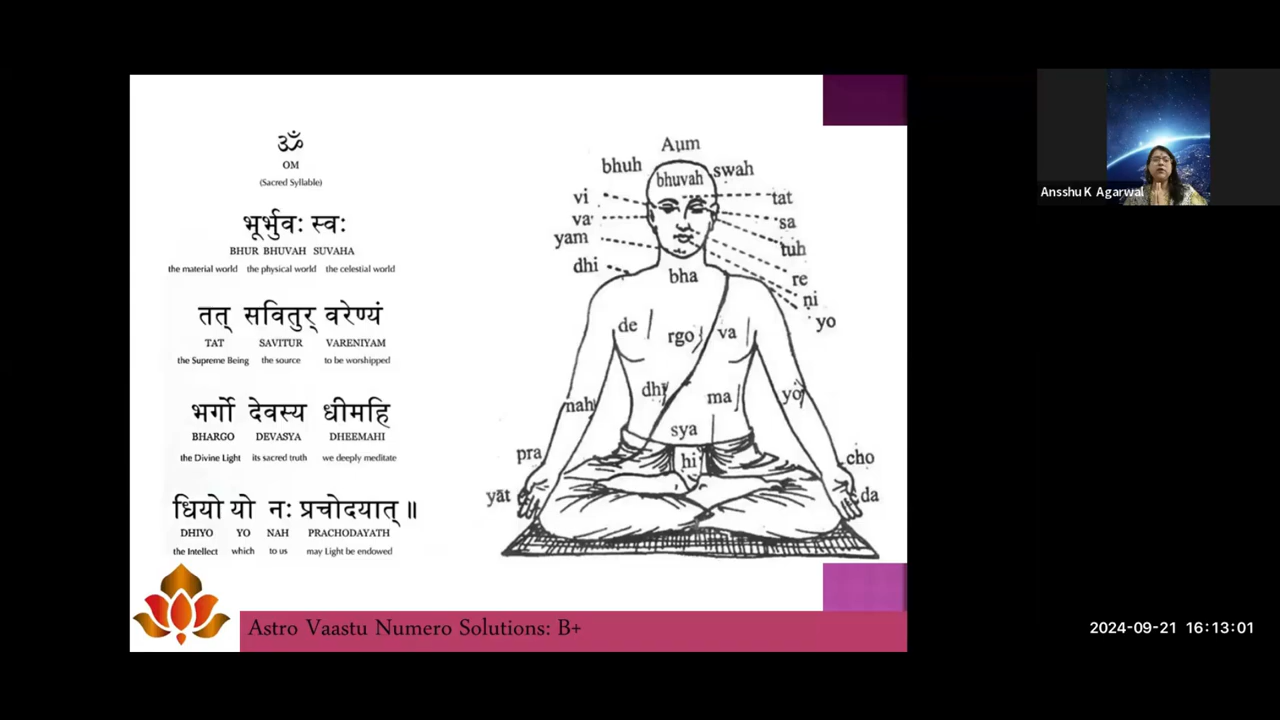 ॐ
OM
(Sacred Syllable)
भूर्भुवः स्वः
BHUR BHUVAH SUVAHA
the material world the physical world the celestial world
तत् सवितुर् वरेण्यं
TAT SAVITUR VARENIYAM
the Supreme Being the source to be worshipped
भर्गो देवस्य धीमहि
BHARGO DEVASYA DHEEMAHI
the Divine Light its sacred truth we deeply meditate
धियो यो नः प्रचोदयात् ॥
DHIYO YO NAH PRACHODAYATH
the Intellect which to us may Light be endowed
Aum
bhuh bhuvah swah
vi tat
va sa
yam tuh
dhi bha re
ṇi
yo
de rgo va
dhi ma yo
nah
sya
pra hi cho
yāt da
Astro Vaastu Numero Solutions: B+
Ansshu K Agarwal
2024-09-21 16:13:01